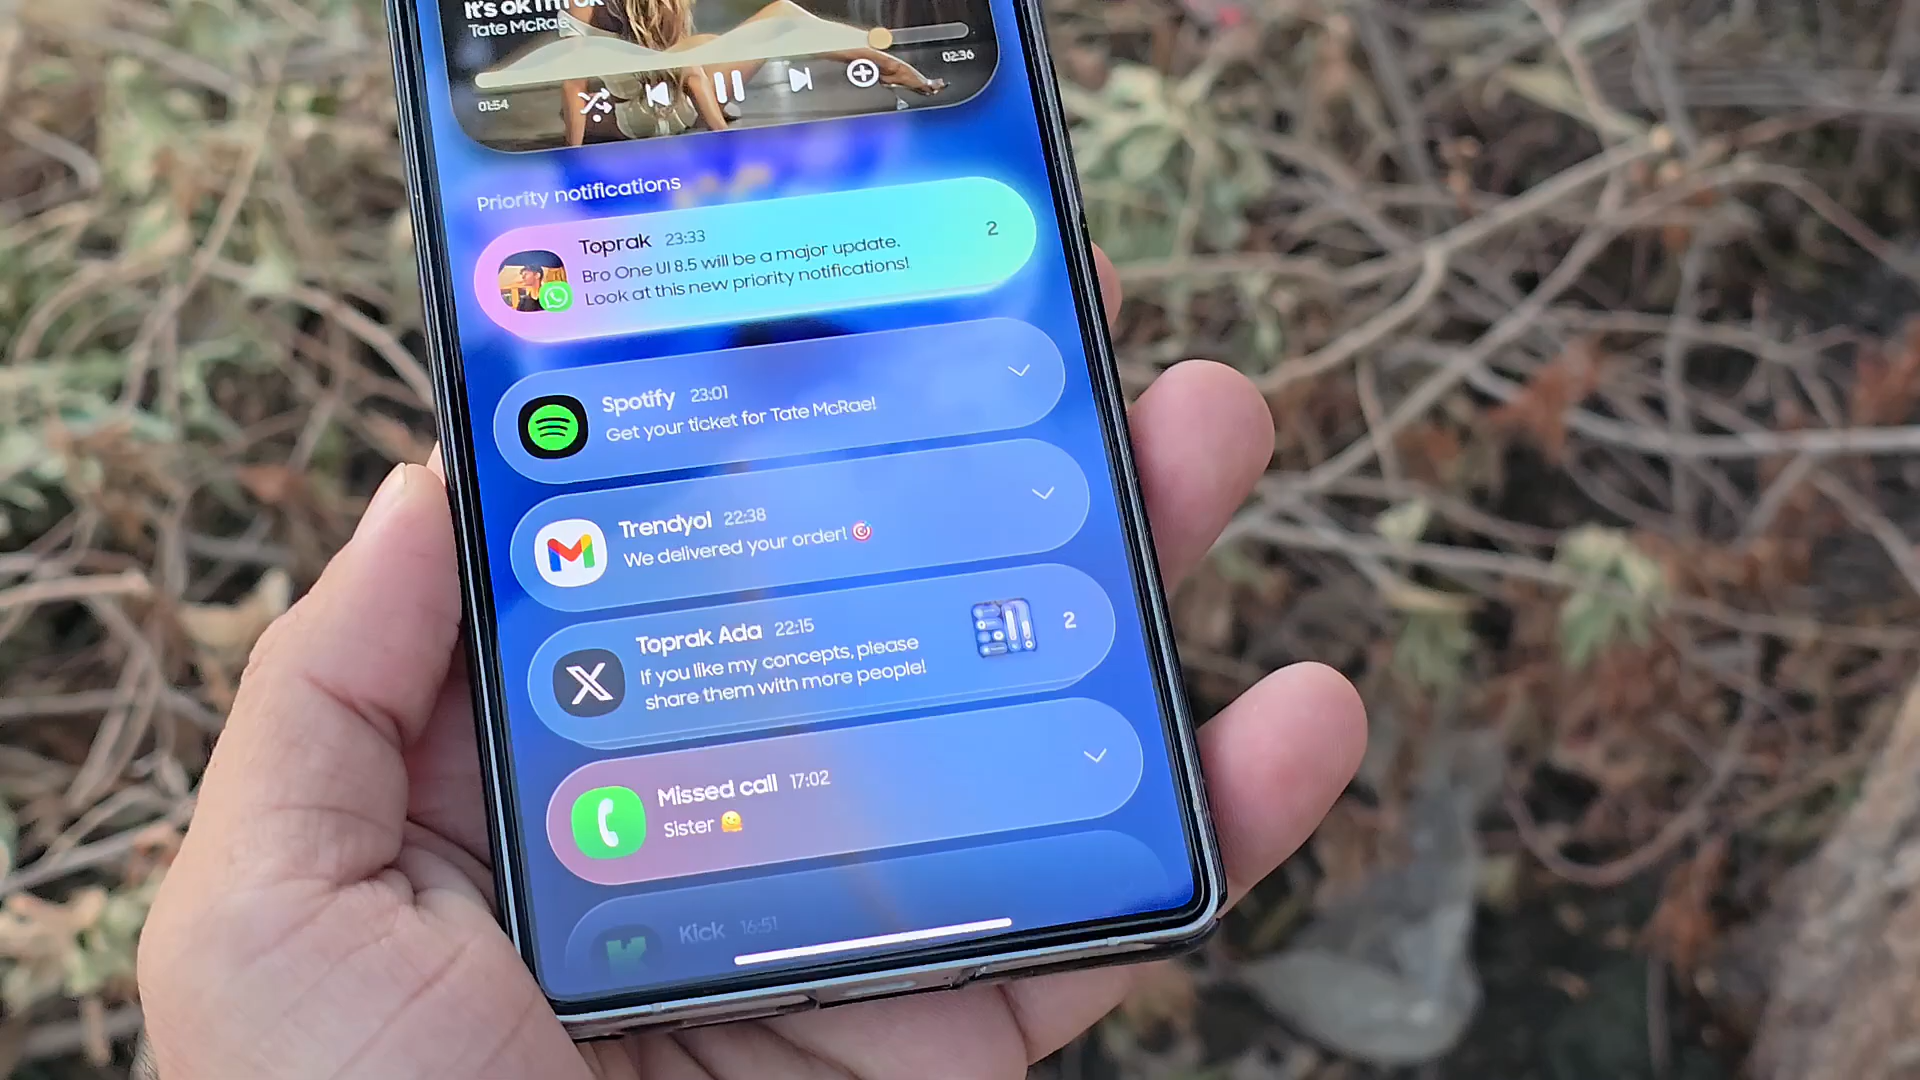 It's ok I'm ok
Tate McRae
01:54
02:36
Priority notifications
Toprak 23:33
2
Bro One UI 8.5 will be a major update.
Look at this new priority notifications!
Spotify 23:01
Get your ticket for Tate McRae!
Trendyol 22:38
We delivered your order! 🎯
Toprak Ada 22:15
2
If you like my concepts, please
share them with more people!
Missed call 17:02
Sister 🫠
Kick 16:51